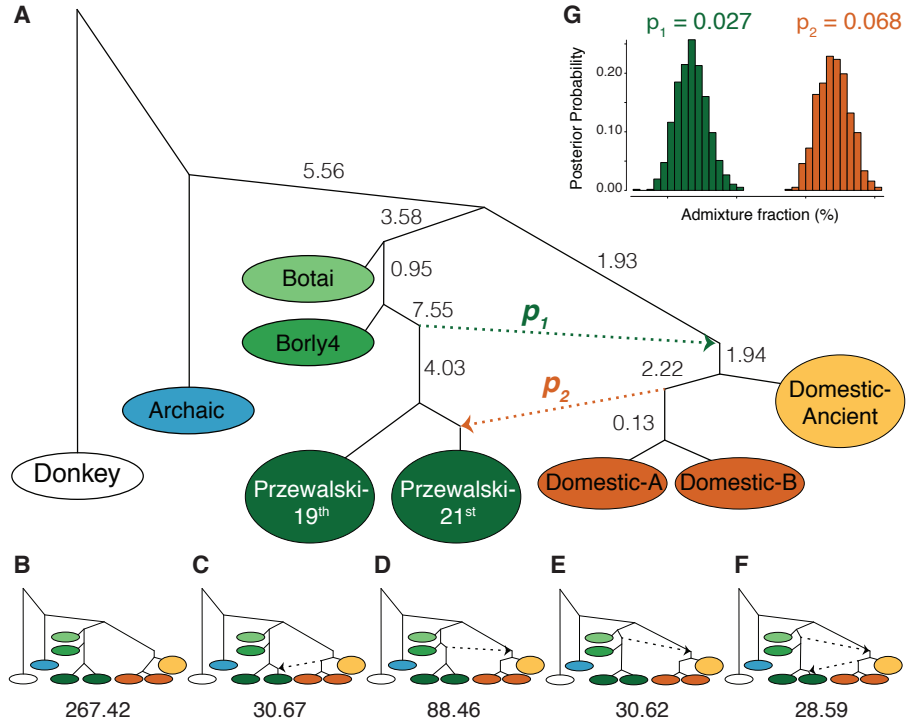 A
G
p₁ = 0.027
p₂ = 0.068
Posterior Probability
0.20
0.10
0.00
Admixture fraction (%)
5.56
3.58
1.93
Botai
0.95
7.55
p₁
Borly4
4.03
p₂
2.22
1.94
Domestic-
Ancient
Archaic
0.13
Donkey
Przewalski-
19th
Przewalski-
21st
Domestic-A
Domestic-B
B
C
D
E
F
267.42
30.67
88.46
30.62
28.59